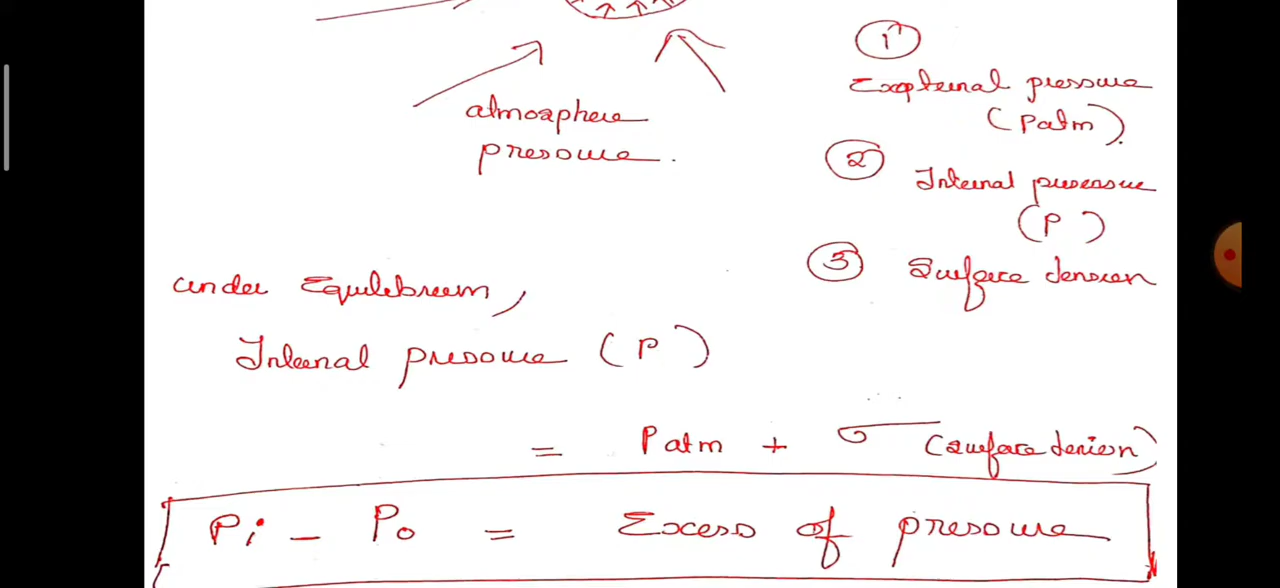 1
External pressure
(Patm).
atmosphere
pressure.
2
Internal pressure
(P)
3
Surface tension
under Equilibrium,
Internal pressure (P)
= Patm + σ (surface tension)
Pi - Po = Excess of pressure